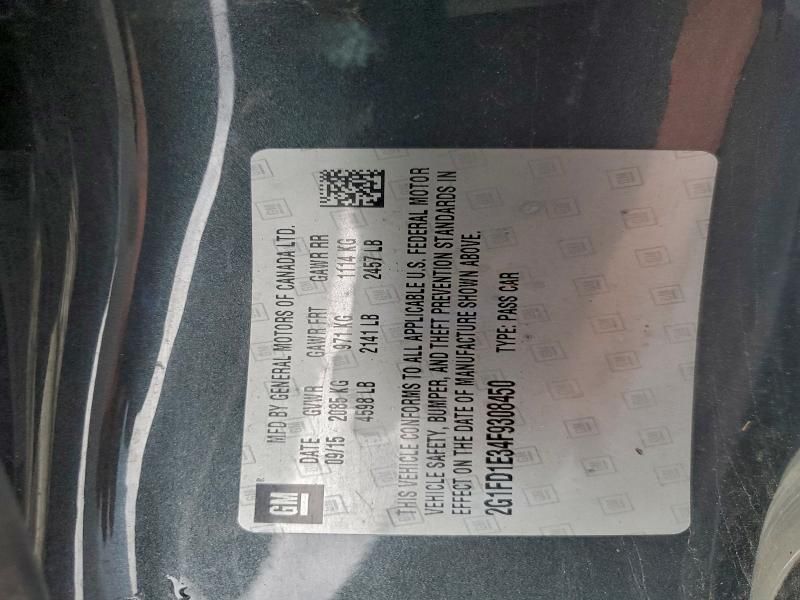 GM
MFD BY GENERAL MOTORS OF CANADA LTD.
DATE GVWR GAWR FRT GAWR RR
09/15 2085 KG 971 KG 1114 KG
4598 LB 2141 LB 2457 LB
THIS VEHICLE CONFORMS TO ALL APPLICABLE U.S. FEDERAL MOTOR
VEHICLE SAFETY, BUMPER, AND THEFT PREVENTION STANDARDS IN
EFFECT ON THE DATE OF MANUFACTURE SHOWN ABOVE.
2G1FD1E34F9308450 TYPE: PASS CAR